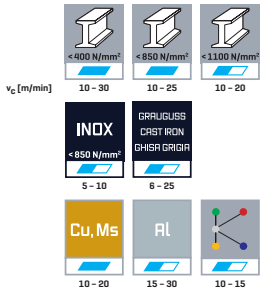 <400 N/mm²
<850 N/mm²
<1100 N/mm²
vc [m/min]
10 – 30
10 – 25
10 – 20
INOX
<850 N/mm²
GRAUGUSS
CAST IRON
GHISA GRIGIA
5 – 10
6 – 25
Cu, Ms
Al
10 – 20
15 – 30
10 – 15